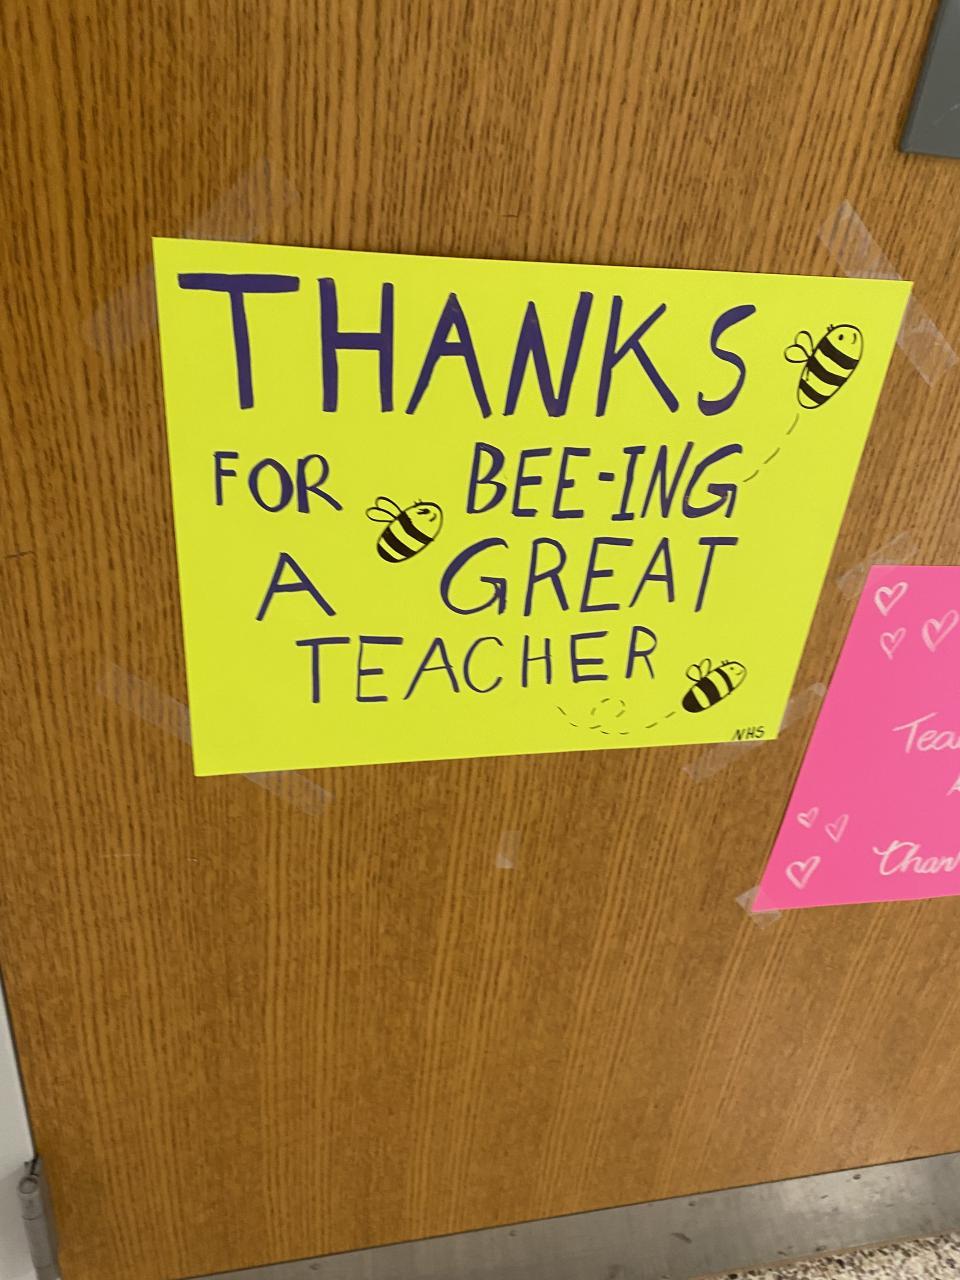 THANKS
FOR BEE-ING
A GREAT
TEACHER
NHS